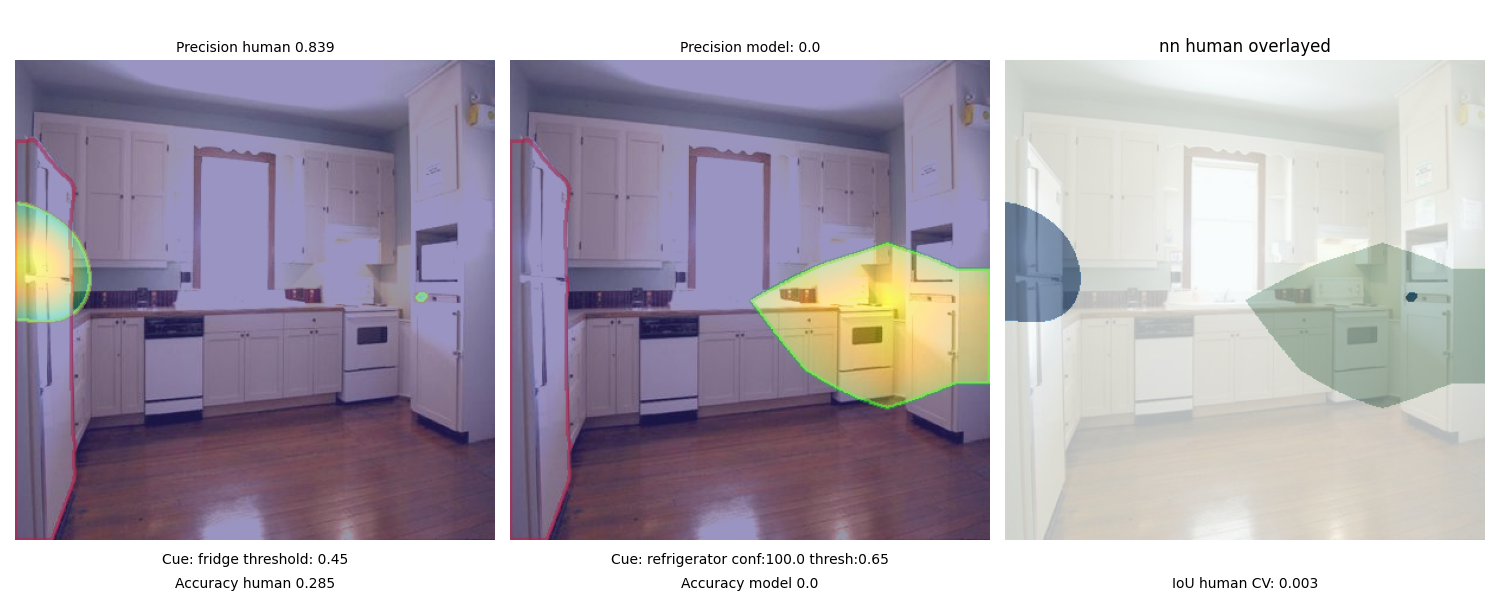 Precision human 0.839
Precision model: 0.0
nn human overlayed
Cue: fridge threshold: 0.45
Accuracy human 0.285
Cue: refrigerator conf:100.0 thresh:0.65
Accuracy model 0.0
IoU human CV: 0.003